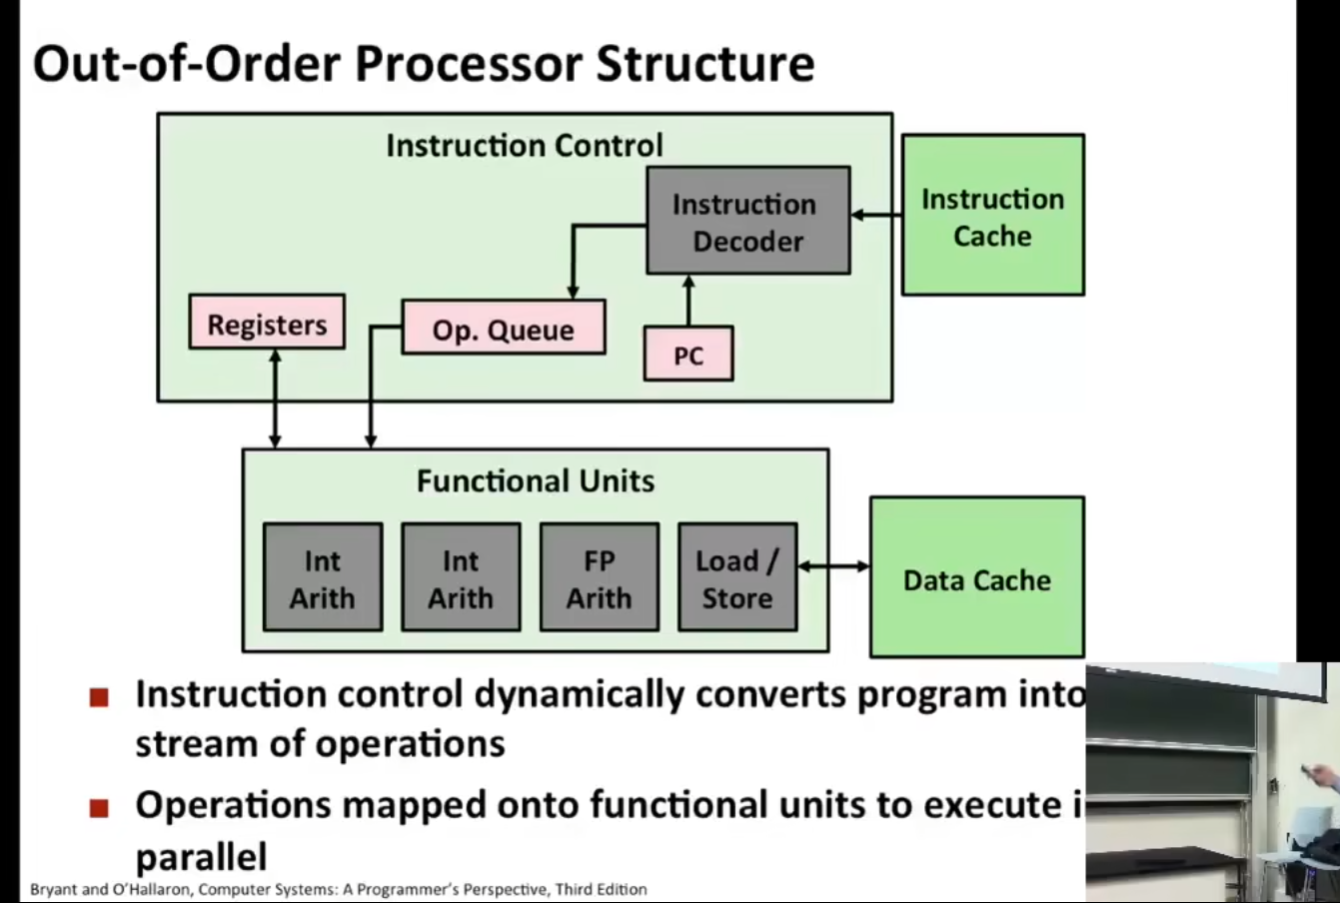 Out-of-Order Processor Structure
Instruction Control
Instruction
Decoder
Instruction
Cache
Registers
Op. Queue
PC
Functional Units
Int
Arith
Int
Arith
FP
Arith
Load /
Store
Data Cache
■ Instruction control dynamically converts program into
stream of operations
■ Operations mapped onto functional units to execute i
parallel
Bryant and O'Hallaron, Computer Systems: A Programmer's Perspective, Third Edition